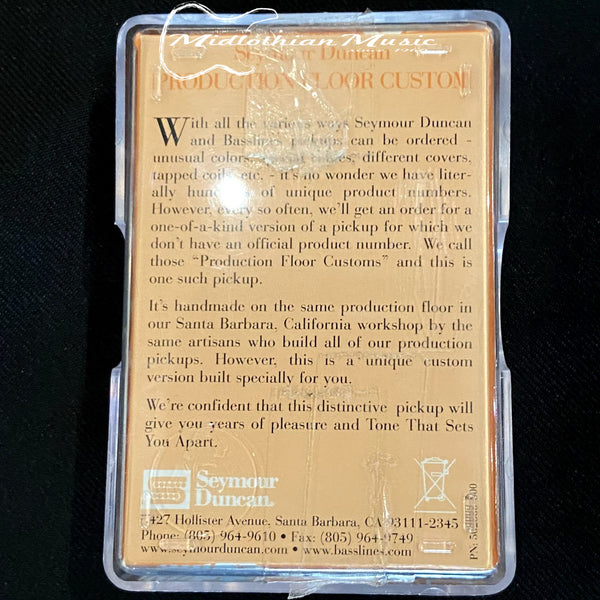 Midlothian Music
Seymour Duncan
PRODUCTION FLOOR CUSTOM
With all the various ways Seymour Duncan
and Basslines pickups can be ordered -
unusual colors, different covers,
tapped coils, etc. - it's no wonder we have liter-
ally hundreds of unique product numbers.
However, every so often, we'll get an order for a
one-of-a-kind version of a pickup for which we
don't have an official product number. We call
those "Production Floor Customs" and this is
one such pickup.
It's handmade on the same production floor in
our Santa Barbara, California workshop by the
same artisans who build all of our production
pickups. However, this is a unique custom
version built specially for you.
We're confident that this distinctive pickup will
give you years of pleasure and Tone That Sets
You Apart.
Seymour
Duncan.
5427 Hollister Avenue. Santa Barbara, CA 93111-2345
Phone: (805) 964-9610 • Fax: (805) 964-9749
www.seymourduncan.com • www.basslines.com
PN: